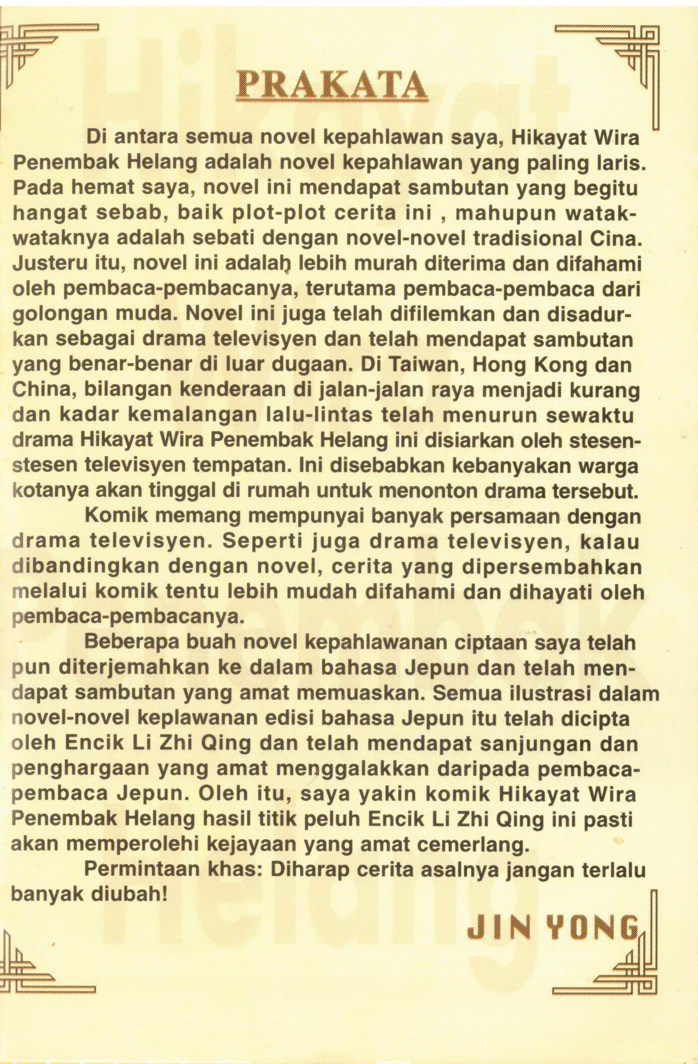 PRAKATA
Di antara semua novel kepahlawan saya, Hikayat Wira
Penembak Helang adalah novel kepahlawan yang paling laris.
Pada hemat saya, novel ini mendapat sambutan yang begitu
hangat sebab, baik plot-plot cerita ini , mahupun watak-
wataknya adalah sebati dengan novel-novel tradisional Cina.
Justeru itu, novel ini adalah lebih murah diterima dan difahami
oleh pembaca-pembacanya, terutama pembaca-pembaca dari
golongan muda. Novel ini juga telah difilemkan dan disadur-
kan sebagai drama televisyen dan telah mendapat sambutan
yang benar-benar di luar dugaan. Di Taiwan, Hong Kong dan
China, bilangan kenderaan di jalan-jalan raya menjadi kurang
dan kadar kemalangan lalu-lintas telah menurun sewaktu
drama Hikayat Wira Penembak Helang ini disiarkan oleh stesen-
stesen televisyen tempatan. Ini disebabkan kebanyakan warga
kotanya akan tinggal di rumah untuk menonton drama tersebut.
Komik memang mempunyai banyak persamaan dengan
drama televisyen. Seperti juga drama televisyen, kalau
dibandingkan dengan novel, cerita yang dipersembahkan
melalui komik tentu lebih mudah difahami dan dihayati oleh
pembaca-pembacanya.
Beberapa buah novel kepahlawanan ciptaan saya telah
pun diterjemahkan ke dalam bahasa Jepun dan telah men-
dapat sambutan yang amat memuaskan. Semua ilustrasi dalam
novel-novel keplawanan edisi bahasa Jepun itu telah dicipta
oleh Encik Li Zhi Qing dan telah mendapat sanjungan dan
penghargaan yang amat menggalakkan daripada pembaca-
pembaca Jepun. Oleh itu, saya yakin komik Hikayat Wira
Penembak Helang hasil titik peluh Encik Li Zhi Qing ini pasti
akan memperolehi kejayaan yang amat cemerlang.
Permintaan khas: Diharap cerita asalnya jangan terlalu
banyak diubah!
JIN YONG